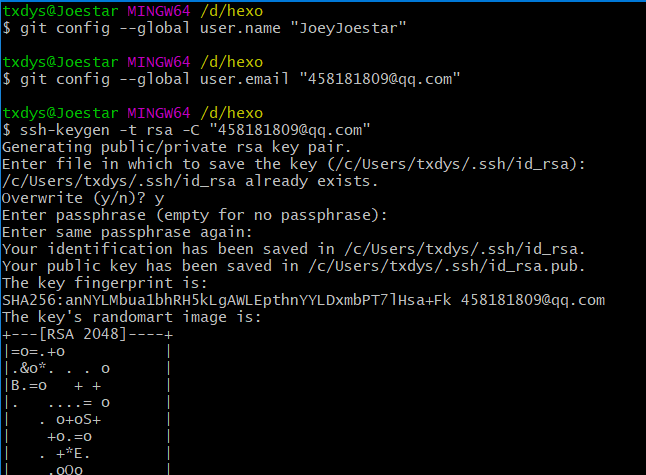 txdys@Joestar MINGW64 /d/hexo
$ git config --global user.name "JoeyJoestar"

txdys@Joestar MINGW64 /d/hexo
$ git config --global user.email "458181809@qq.com"

txdys@Joestar MINGW64 /d/hexo
$ ssh-keygen -t rsa -C "458181809@qq.com"
Generating public/private rsa key pair.
Enter file in which to save the key (/c/Users/txdys/.ssh/id_rsa):
/c/Users/txdys/.ssh/id_rsa already exists.
Overwrite (y/n)? y
Enter passphrase (empty for no passphrase):
Enter same passphrase again:
Your identification has been saved in /c/Users/txdys/.ssh/id_rsa.
Your public key has been saved in /c/Users/txdys/.ssh/id_rsa.pub.
The key fingerprint is:
SHA256:anNYLMbua1bhRH5kLgAWLEpthnYYLDxmbPT7lHsa+Fk 458181809@qq.com
The key's randomart image is:
+---[RSA 2048]----+
|=o=.+o           |
|.&o*. . . o      |
|B.=o   + +       |
|.   ....= o      |
|   . o+oS+       |
|    +o.=o        |
|   . +*E.        |
|    .oOo         |